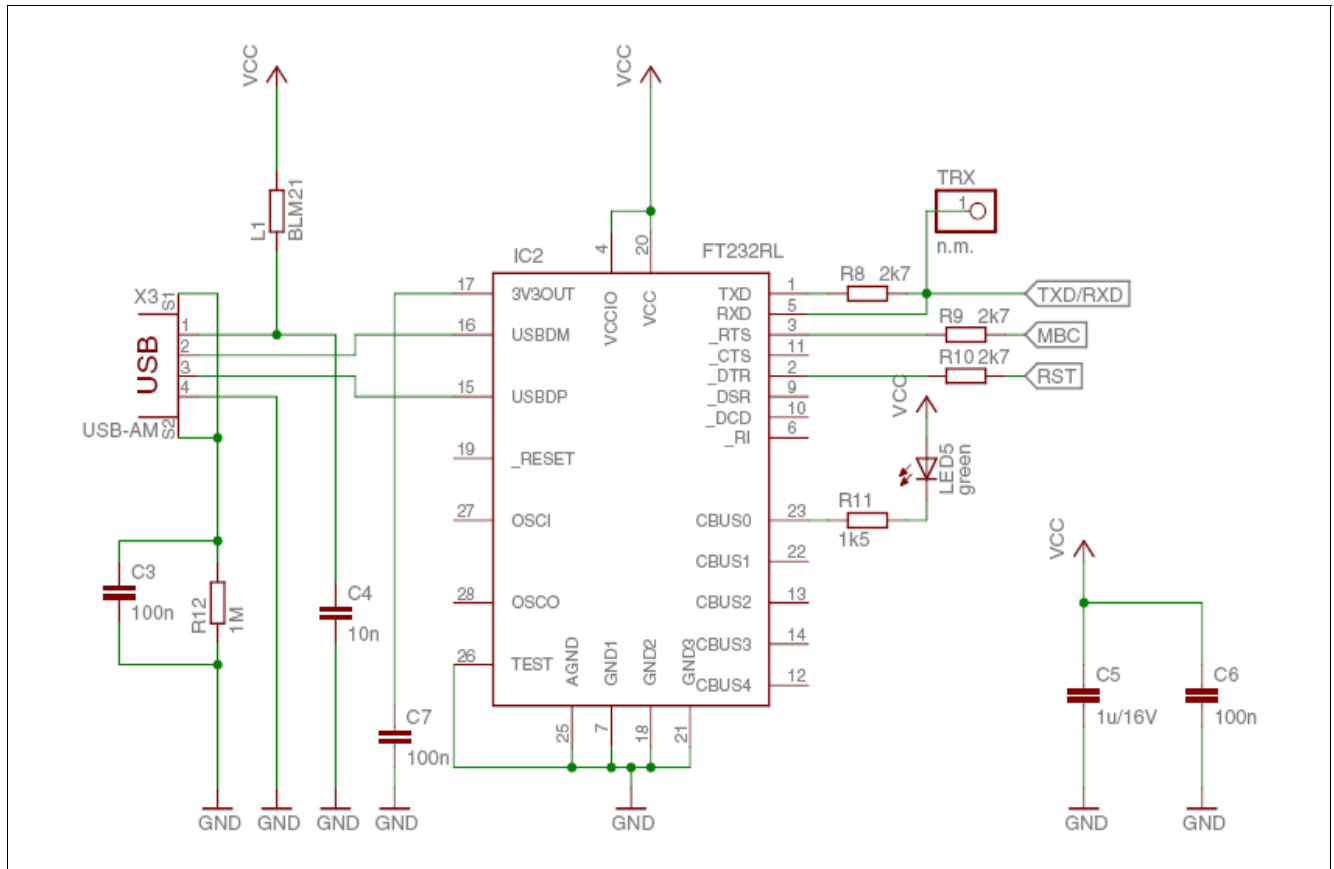 VCC
VCC
L1
BLM21
TRX
1
n.m.
IC2
FT232RL
4
20
VCCIO
VCC
X3
S1
USB
1
2
3
4
S2
USB-AM
17
3V3OUT
16
USBDM
15
USBDP
19
_RESET
27
OSCI
28
OSCO
26
TEST
AGND
GND1
GND2
GND3
25
7
18
21
TXD
1
RXD
5
_RTS
3
_CTS
11
_DTR
2
_DSR
9
_DCD
10
_RI
6
CBUS0
23
CBUS1
22
CBUS2
13
CBUS3
14
CBUS4
12
R8 2k7
TXD/RXD
R9 2k7
MBC
R10 2k7
RST
VCC
LED5
green
R11
1k5
C3
100n
R12
1M
C4
10n
C7
100n
VCC
C5
1u/16V
C6
100n
GND
GND
GND
GND
GND
GND
GND